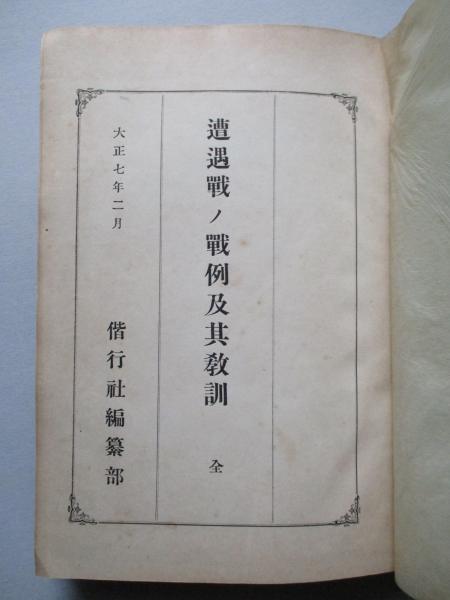 遭遇戰ノ戰例及其敎訓 全
大正七年二月
偕行社編纂部